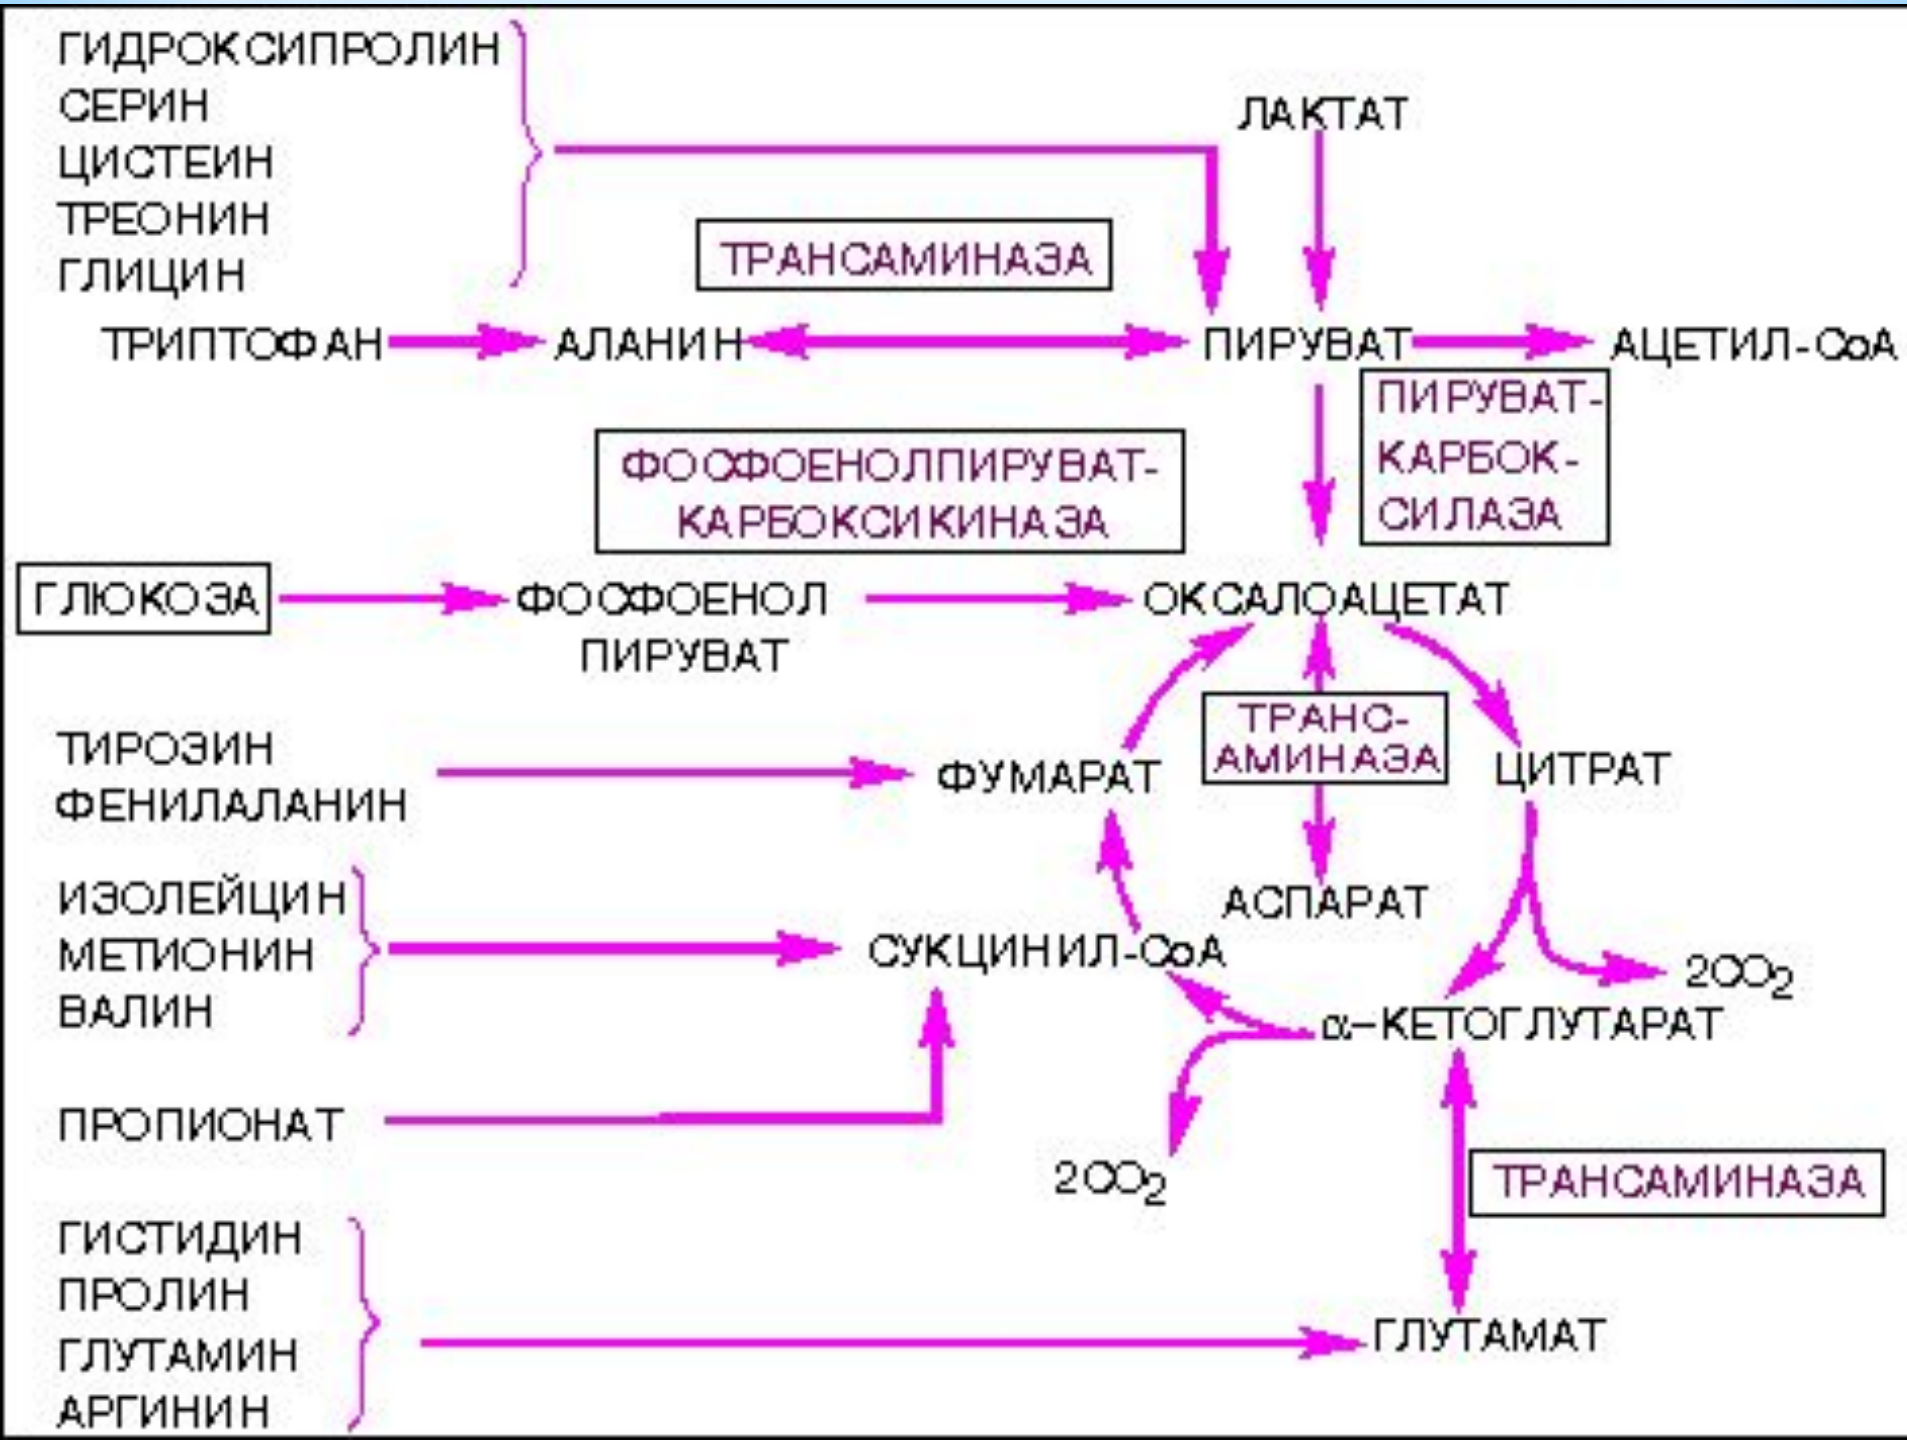 ГИДРОКСИПРОЛИН
СЕРИН
ЦИСТЕИН
ТРЕОНИН
ГЛИЦИН
ЛАКТАТ
ТРАНСАМИНАЗА
ТРИПТОФАН
АЛАНИН
ПИРУВАТ
АЦЕТИЛ-CoA
ПИРУВАТ-
КАРБОК-
СИЛАЗА
ФОСФОЕНОЛПИРУВАТ-
КАРБОКСИКИНАЗА
ГЛЮКОЗА
ФОСФОЕНОЛ
ПИРУВАТ
ОКСАЛОАЦЕТАТ
ТРАНС-
АМИНАЗА
ТИРОЗИН
ФЕНИЛАЛАНИН
ФУМАРАТ
ЦИТРАТ
АСПАРАТ
ИЗОЛЕЙЦИН
МЕТИОНИН
ВАЛИН
СУКЦИНИЛ-CoA
2CO2
α-КЕТОГЛУТАРАТ
ПРОПИОНАТ
2CO2
ТРАНСАМИНАЗА
ГИСТИДИН
ПРОЛИН
ГЛУТАМИН
АРГИНИН
ГЛУТАМАТ